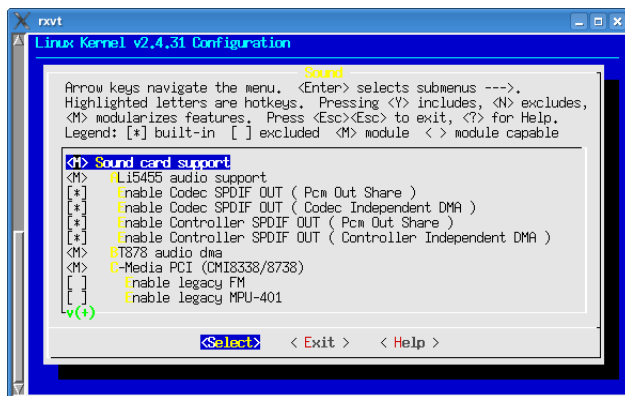 rxvt
Linux Kernel v2.4.31 Configuration
Sound
Arrow keys navigate the menu. <Enter> selects submenus --->.
Highlighted letters are hotkeys. Pressing <Y> includes, <N> excludes,
<M> modularizes features. Press <Esc><Esc> to exit, <?> for Help.
Legend: [*] built-in [ ] excluded <M> module < > module capable
<M> Sound card support
<M> ALi5455 audio support
[*] Enable Codec SPDIF OUT ( Pcm Out Share )
[*] Enable Codec SPDIF OUT ( Codec Independent DMA )
[*] Enable Controller SPDIF OUT ( Pcm Out Share )
[*] Enable Controller SPDIF OUT ( Controller Independent DMA )
<M> BT878 audio dma
<M> C-Media PCI (CMI8338/8738)
[ ] Enable legacy FM
[ ] Enable legacy MPU-401
v(+)
<Select> < Exit > < Help >